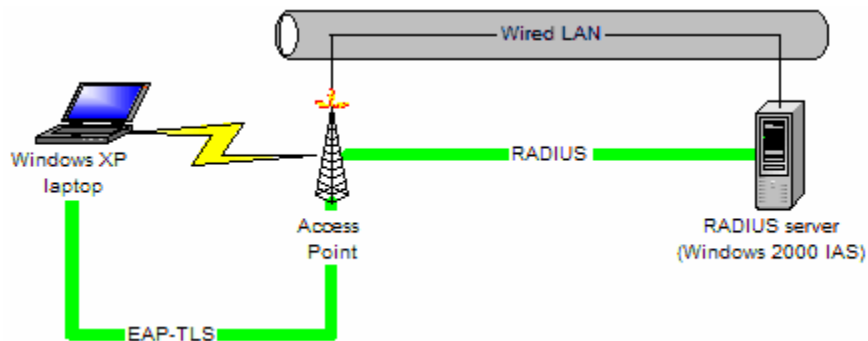 Wired LAN
Windows XP
laptop
RADIUS
Access
Point
RADIUS server
(Windows 2000 IAS)
EAP-TLS